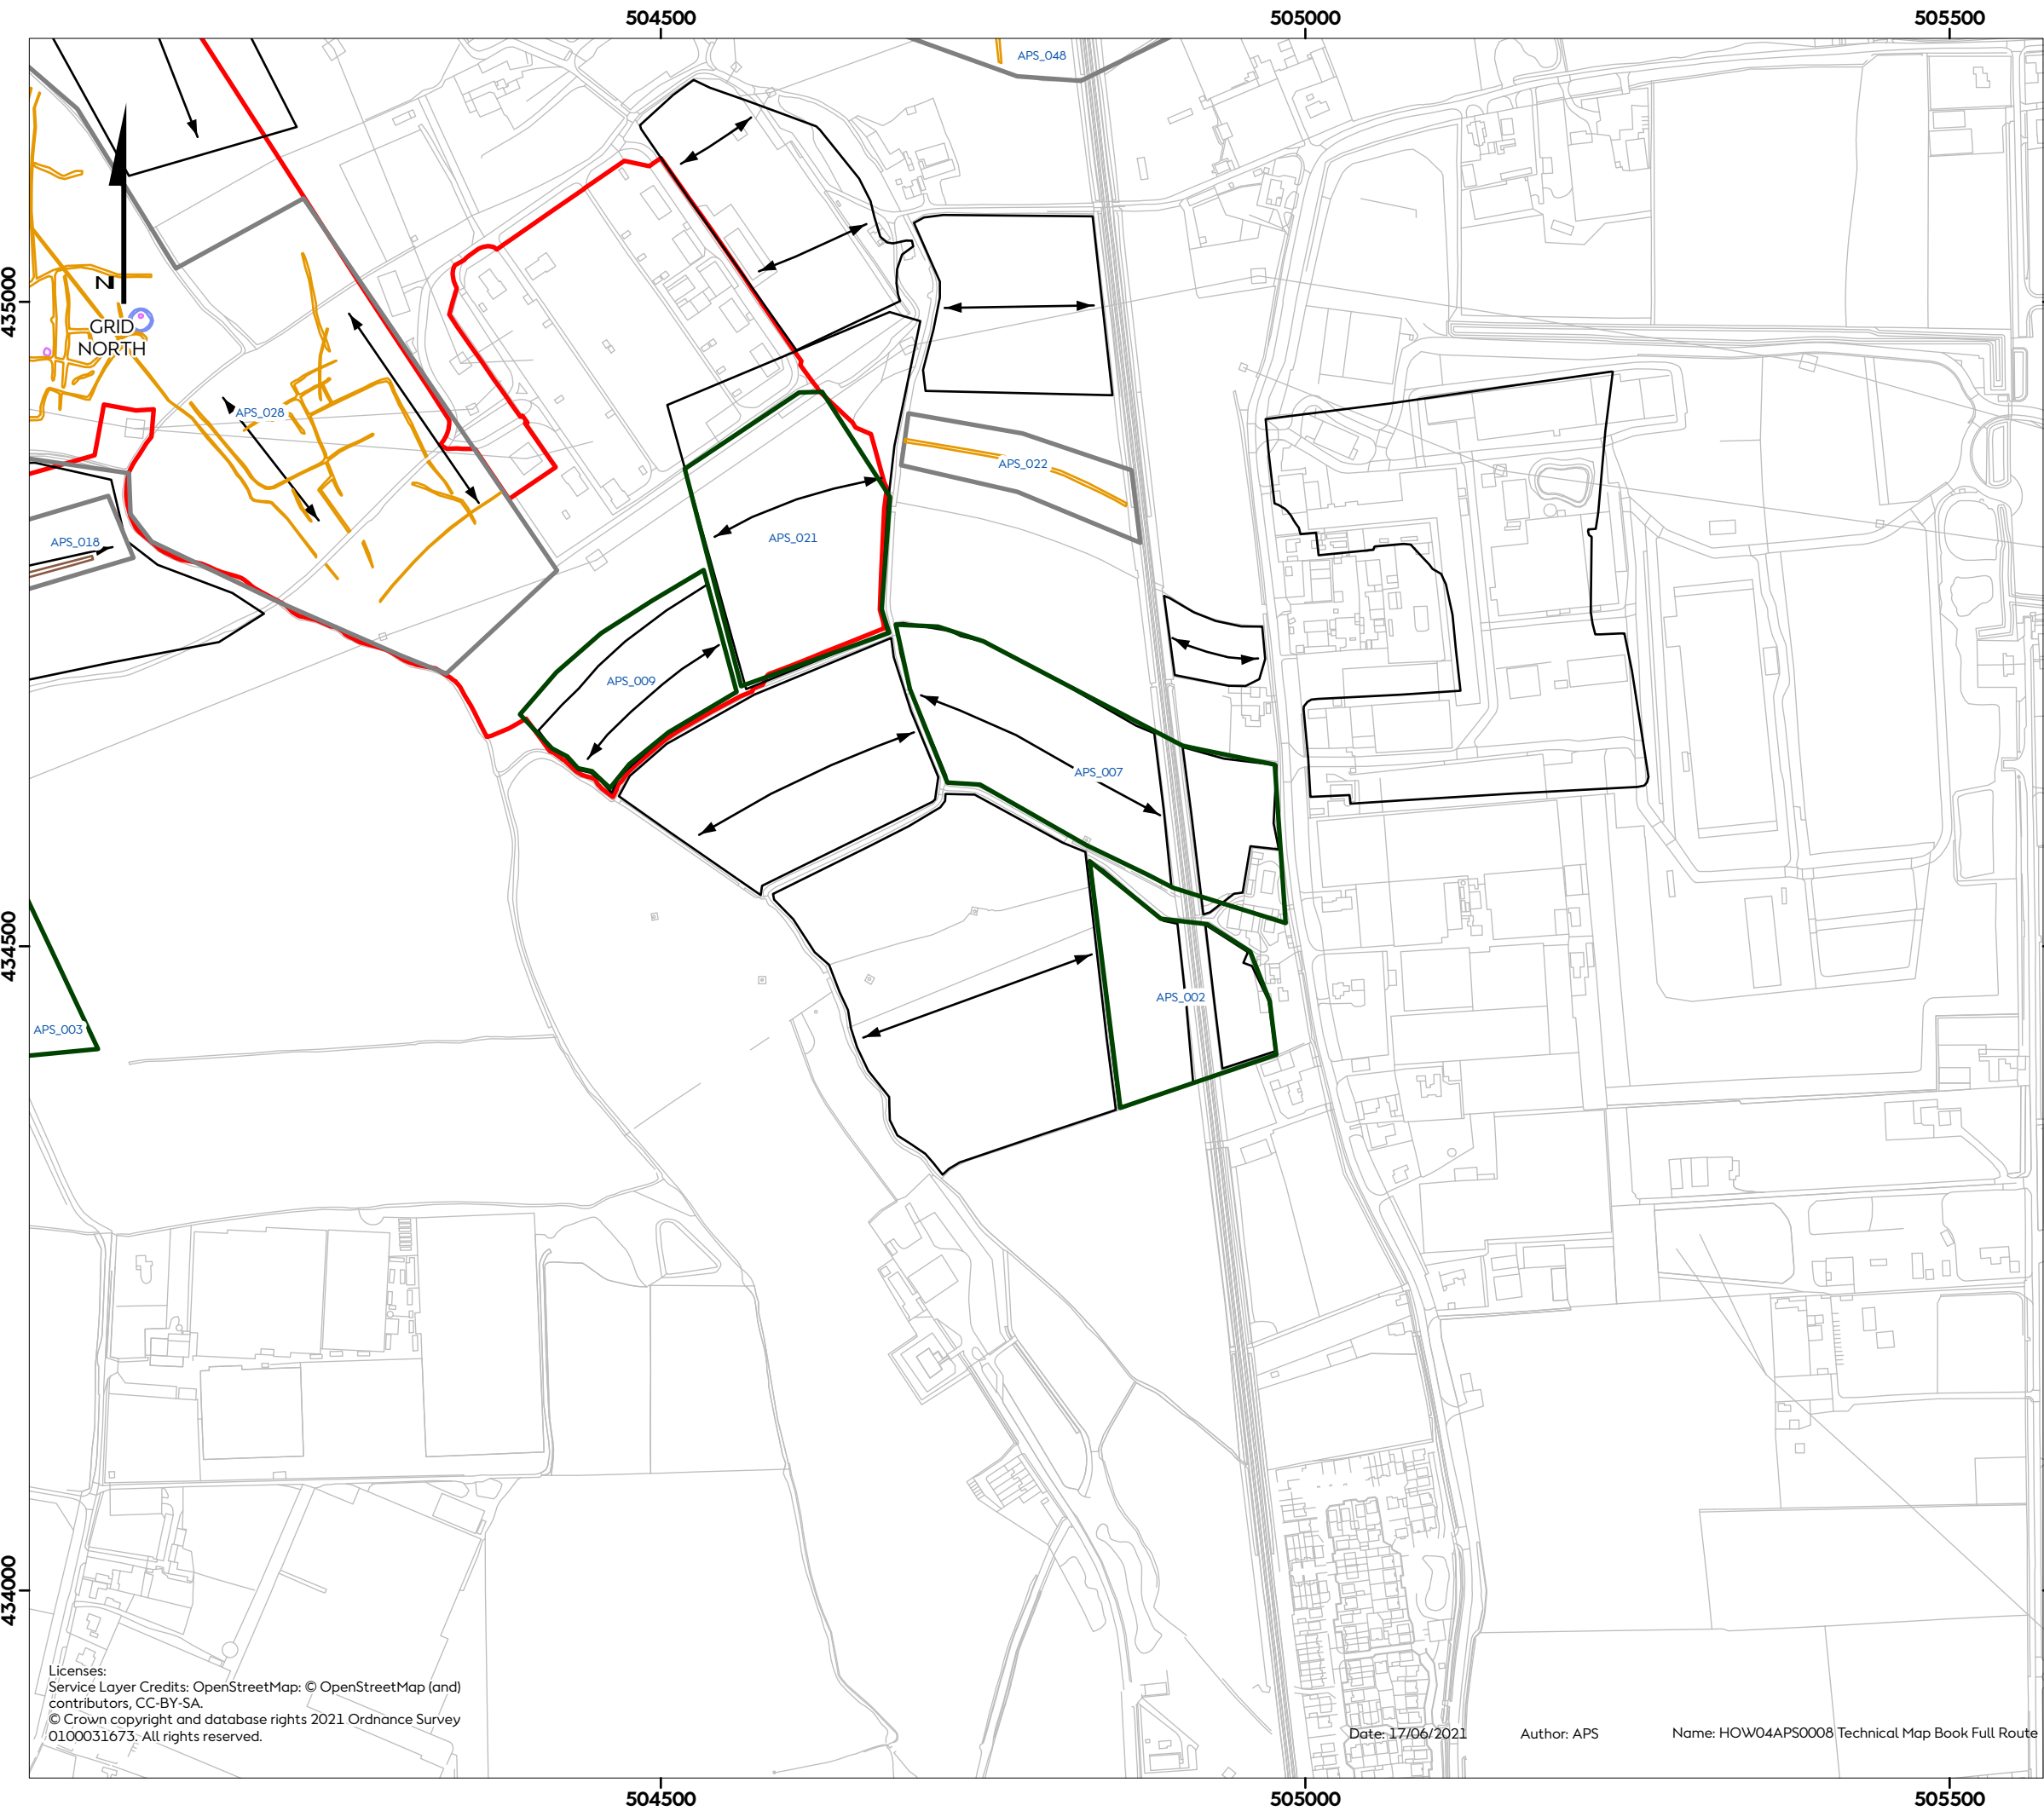 504500
505000
505500
APS_048
435000
N
GRID
NORTH
APS_028
APS_022
APS_018
APS_021
APS_009
APS_007
434500
APS_002
APS_003
434000
Licenses:
Service Layer Credits: OpenStreetMap: © OpenStreetMap (and)
contributors, CC-BY-SA.
© Crown copyright and database rights 2021 Ordnance Survey
0100031673. All rights reserved.
Date: 17/06/2021
Author: APS
Name: HOW04APS0008 Technical Map Book Full Route
504500
505000
505500